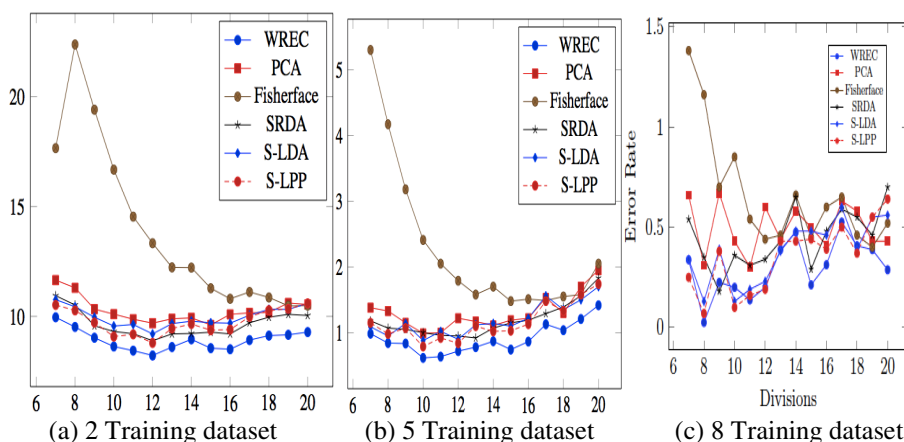 WREC
PCA
Fisherface
SRDA
S-LDA
S-LPP
20
15
10
6 8 10 12 14 16 18 20
(a) 2 Training dataset
WREC
PCA
Fisherface
SRDA
S-LDA
S-LPP
5
4
3
2
1
6 8 10 12 14 16 18 20
(b) 5 Training dataset
WREC
PCA
Fisherface
SRDA
S-LDA
S-LPP
Error Rate
1.5
1
0.5
0
6 8 10 12 14 16 18 20
Divisions
(c) 8 Training dataset